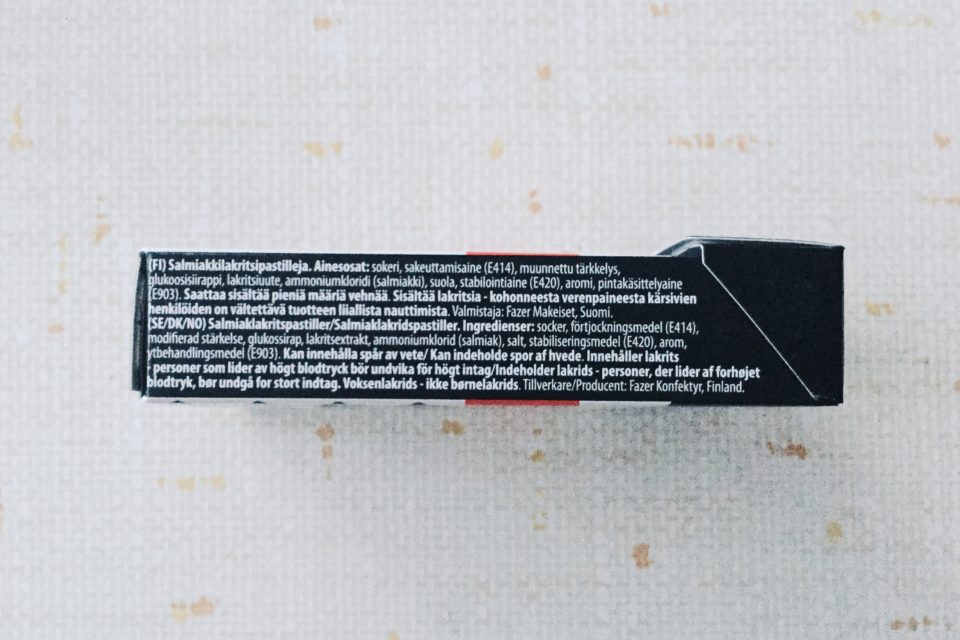 (FI) Salmiakkilakritsipastilleja. Ainesosat: sokeri, sakeuttamisaine (E414), muunnettu tärkkelys,
glukoosisiirappi, lakritsiuute, ammoniumkloridi (salmiakki), suola, stabilointiaine (E420), aromi, pintakäsittelyaine
(E903). Saattaa sisältää pieniä määriä vehnää. Sisältää lakritsia - kohonneesta verenpaineesta kärsivien
henkilöiden on vältettävä tuotteen liiallista nauttimista. Valmistaja: Fazer Makeiset, Suomi.
(SE/DK/NO) Salmiaklakritspastiller/Salmiaklakridspastiller. Ingredienser: socker, förtjockningsmedel (E414),
modifierad stärkelse, glukossirap, lakritsextrakt, ammoniumklorid (salmiak), salt, stabiliseringsmedel (E420), arom,
ytbehandlingsmedel (E903). Kan innehålla spår av vete/ Kan indeholde spor af hvede. Innehåller lakrits
- personer som lider av högt blodtryck bör undvika för högt intag/Indeholder lakrids - personer, der lider af forhøjet
blodtryk, bør undgå for stort indtag. Voksenlakrids - ikke børnelakrids. Tillverkare/Producent: Fazer Konfektyr, Finland.